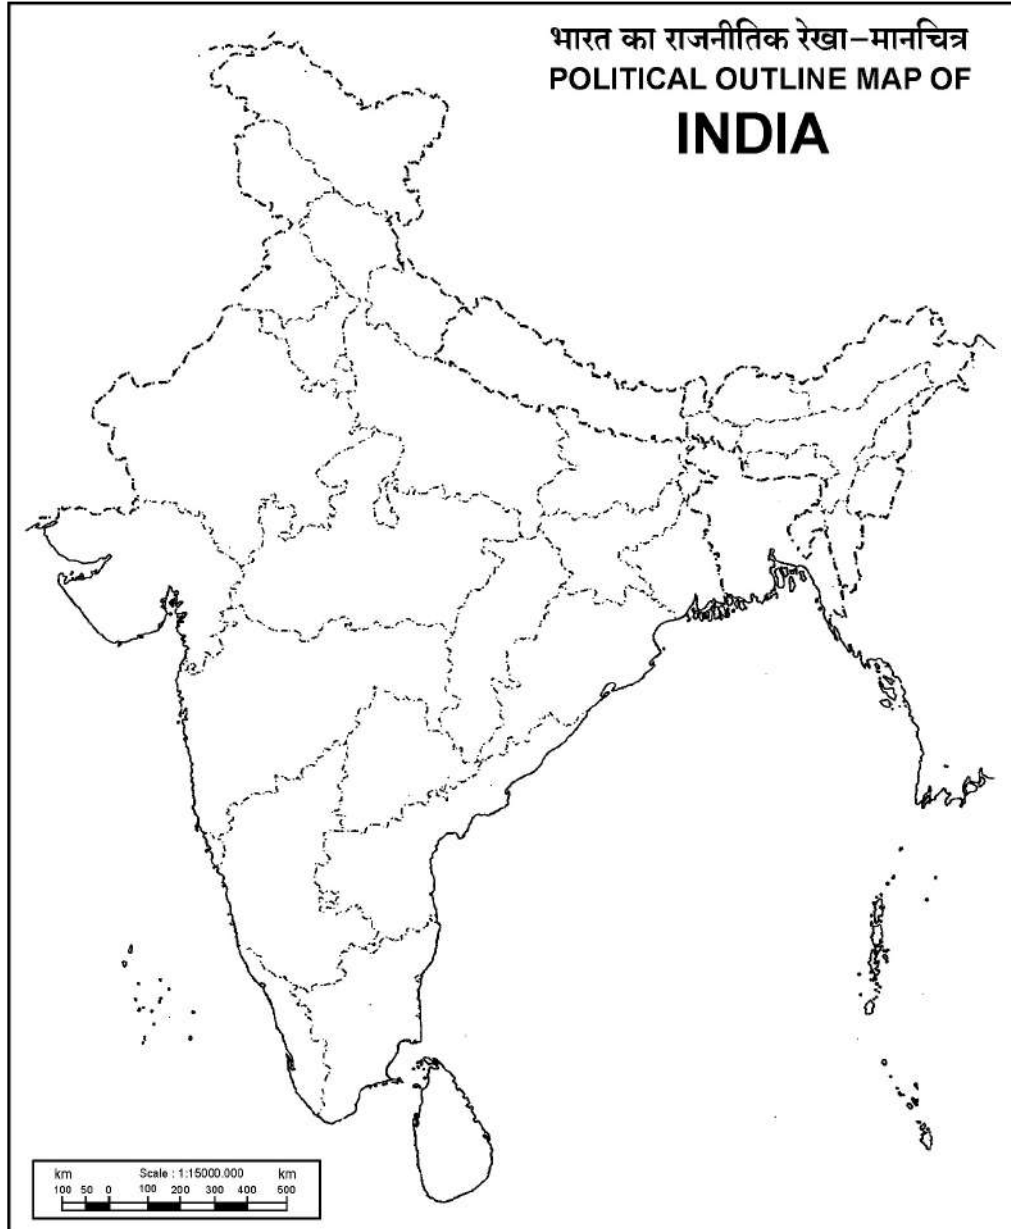 भारत का राजनीतिक रेखा-मानचित्र
POLITICAL OUTLINE MAP OF
INDIA
km Scale : 1:15000.000 km
100 50 0 100 200 300 400 500